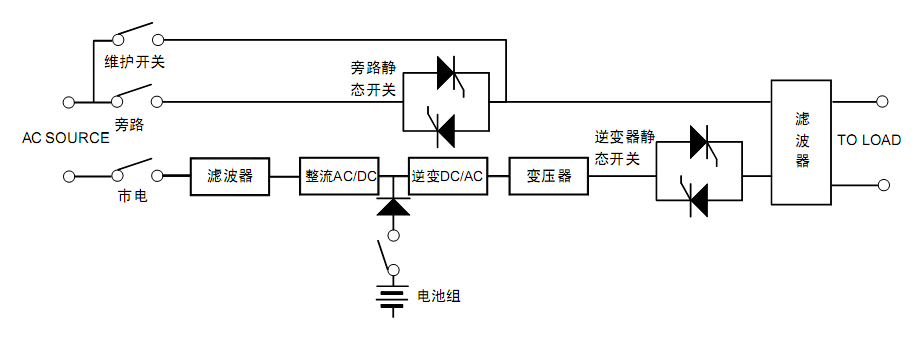 维护开关
旁路静
态开关
旁路
AC SOURCE
逆变器静
态开关
滤
波
器
TO LOAD
市电
滤波器
整流AC/DC
逆变DC/AC
变压器
电池组